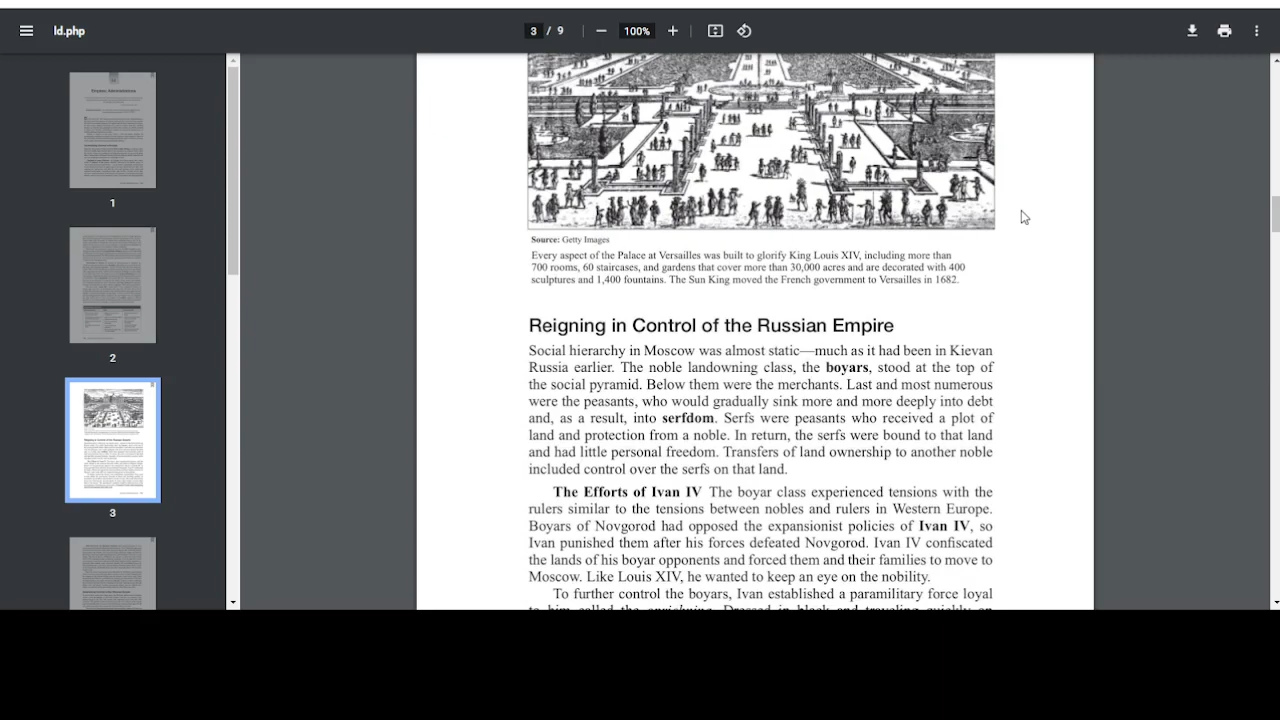 ld.php
3 / 9
100%
1
2
3
Source: Getty Images
Every aspect of the Palace at Versailles was built to glorify King Louis XIV, including more than
700 rooms, 60 staircases, and gardens that cover more than 30,000 acres and are decorated with 400
sculptures and 1,400 fountains. The Sun King moved the French government to Versailles in 1682.
Reigning in Control of the Russian Empire
Social hierarchy in Moscow was almost static—much as it had been in Kievan
Russia earlier. The noble landowning class, the boyars, stood at the top of
the social pyramid. Below them were the merchants. Last and most numerous
were the peasants, who would gradually sink more and more deeply into debt
and, as a result, into serfdom. Serfs were peasants who received a plot of
land and protection from a noble. In return, the serfs were bound to that land
and had little personal freedom. Transfers of land ownership to another noble
included control over the serfs on that land.
The Efforts of Ivan IV The boyar class experienced tensions with the
rulers similar to the tensions between nobles and rulers in Western Europe.
Boyars of Novgorod had opposed the expansionist policies of Ivan IV, so
Ivan punished them after his forces defeated Novgorod. Ivan IV confiscated
the lands of his boyar opponents and forced them and their families to move to
Moscow. Like Louis XIV, he wanted to keep an eye on the nobility.
To further control the boyars, Ivan established a paramilitary force loyal
to him called the oprichnina. Dressed in black and traveling quickly on